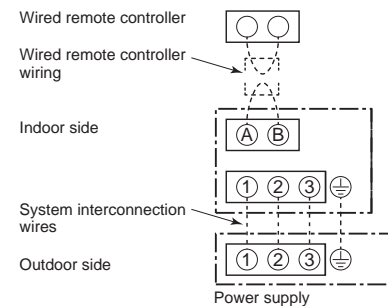 Wired remote controller
Wired remote controller
wiring
Indoor side
A B
1 2 3
System interconnection
wires
Outdoor side
1 2 3
Power supply